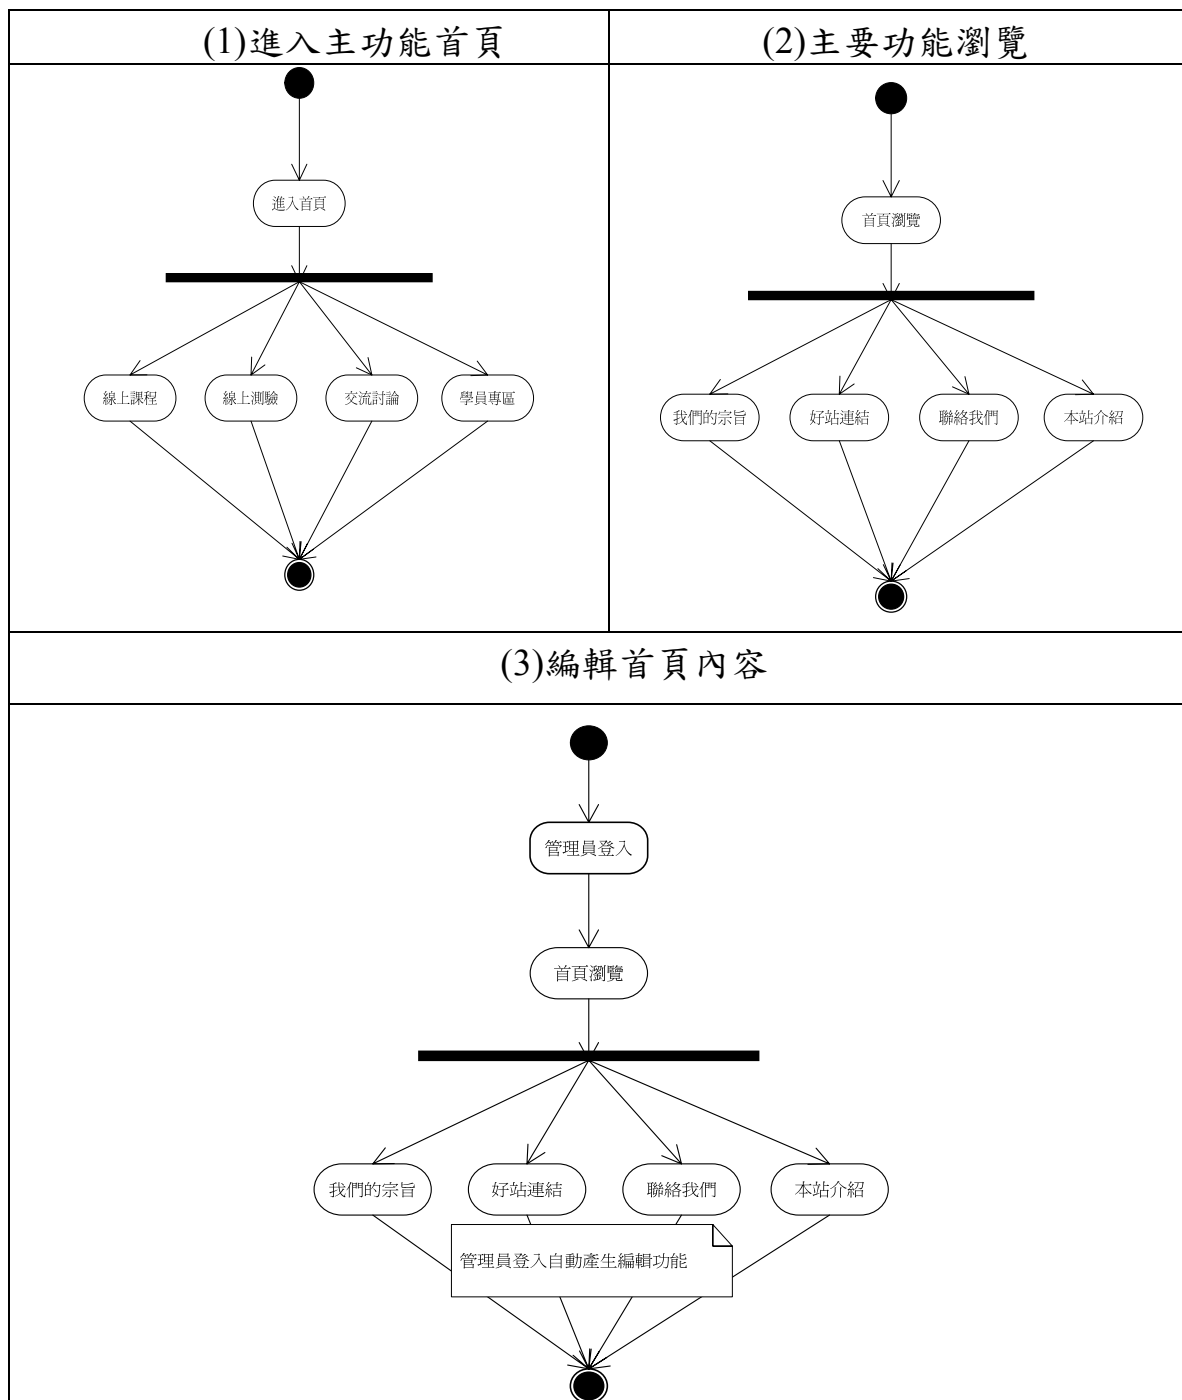 (1)進入主功能首頁
(2)主要功能瀏覽
進入首頁
線上課程
線上測驗
交流討論
學員專區
首頁瀏覽
我們的宗旨
好站連結
聯絡我們
本站介紹
(3)編輯首頁內容
管理員登入
首頁瀏覽
我們的宗旨
好站連結
聯絡我們
本站介紹
管理員登入自動產生編輯功能